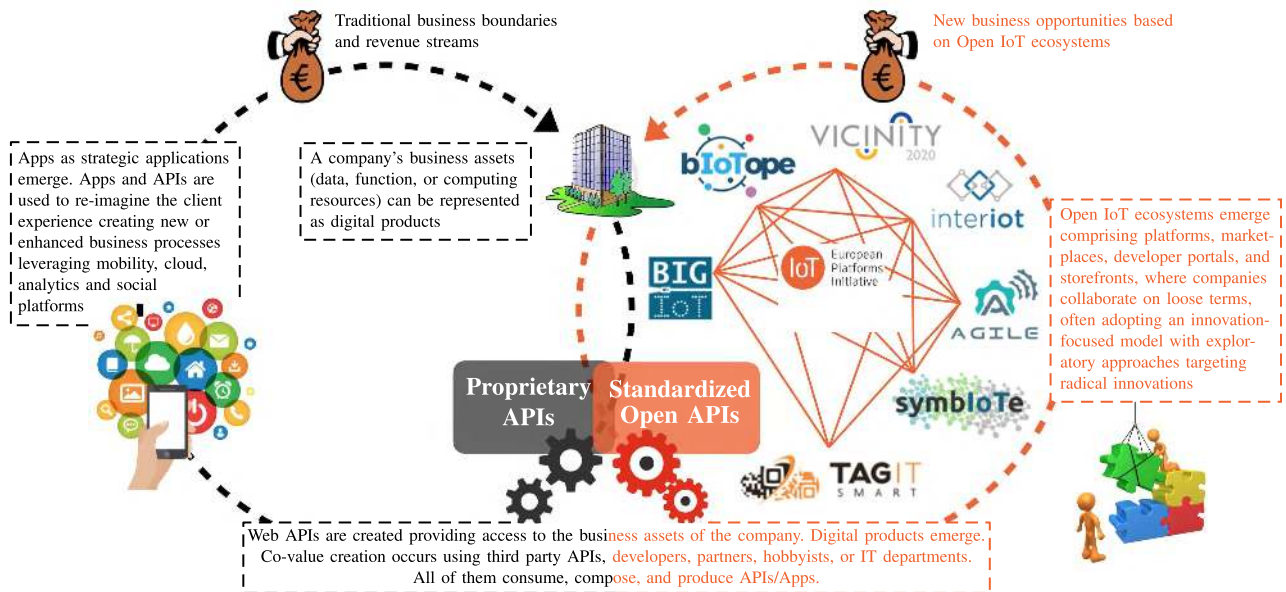 Traditional business boundaries
and revenue streams
New business opportunities based
on Open IoT ecosystems
€
€
Apps as strategic applications
emerge. Apps and APIs are
used to re-imagine the client
experience creating new or
enhanced business processes
leveraging mobility, cloud,
analytics and social
platforms
A company's business assets
(data, function, or computing
resources) can be represented
as digital products
bIoTope
VICINITY
2020
interiot
BIG
IoT
IoT
European
Platforms
Initiative
AGILE
symbIoTe
TAGIT
SMART
Open IoT ecosystems emerge
comprising platforms, market-
places, developer portals, and
storefronts, where companies
collaborate on loose terms,
often adopting an innovation-
focused model with explor-
atory approaches targeting
radical innovations
Proprietary
APIs
Standardized
Open APIs
Web APIs are created providing access to the business assets of the company. Digital products emerge.
Co-value creation occurs using third party APIs, developers, partners, hobbyists, or IT departments.
All of them consume, compose, and produce APIs/Apps.